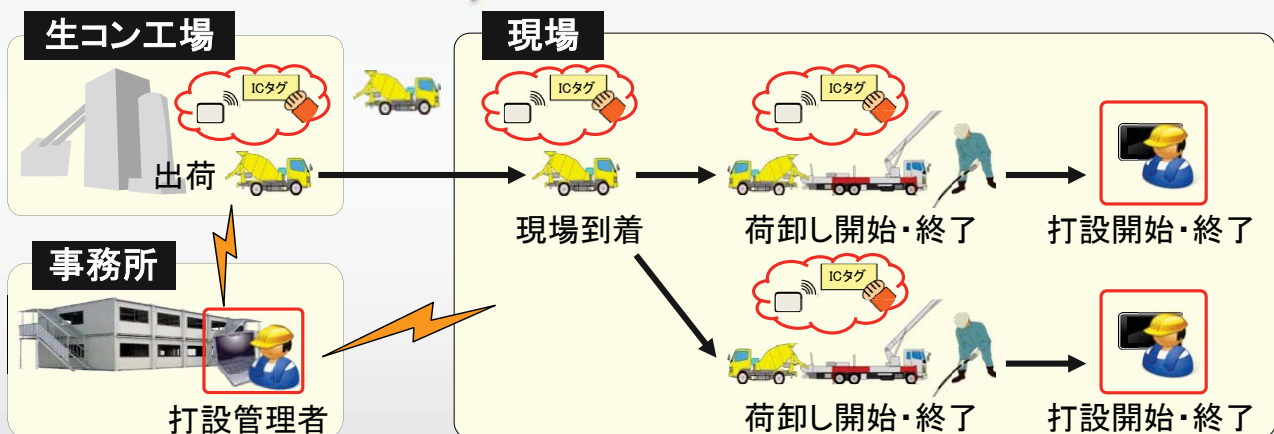 生コン工場
ICタグ
出荷
事務所
打設管理者
現場
ICタグ
現場到着
ICタグ
荷卸し開始・終了
打設開始・終了
ICタグ
荷卸し開始・終了
打設開始・終了